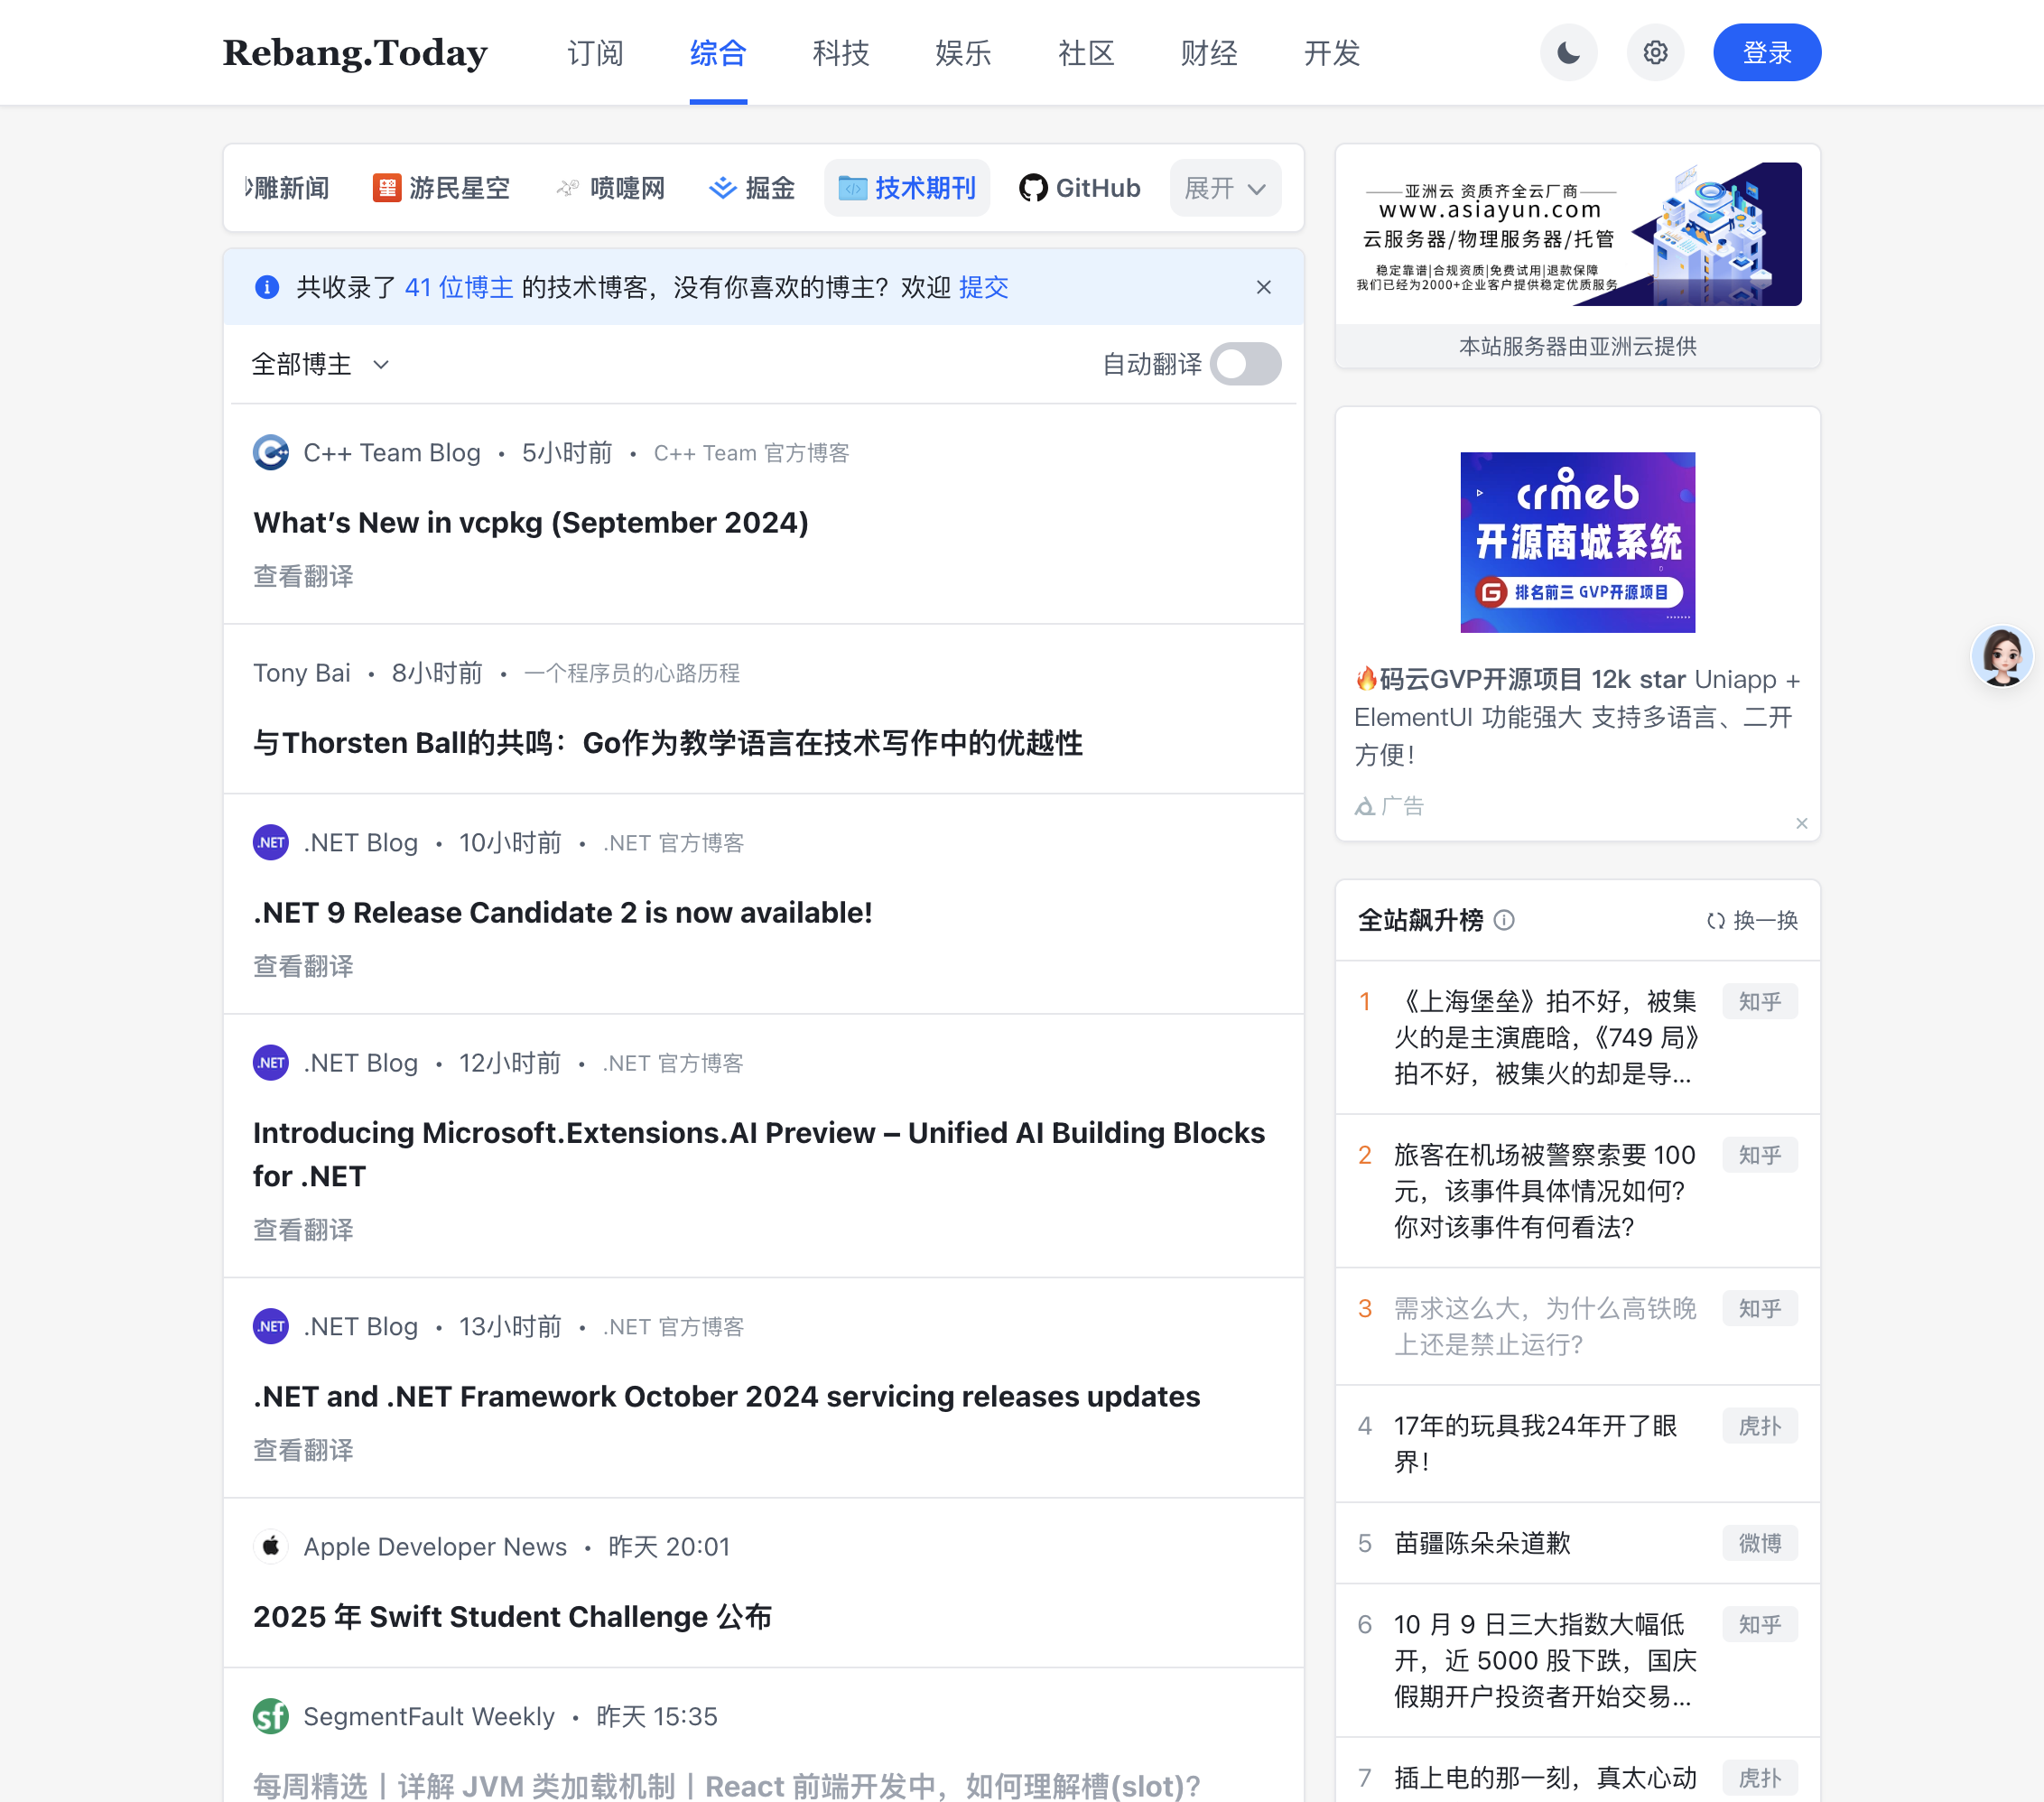 Rebang.Today
订阅
综合
科技
娱乐
社区
财经
开发
登录
雕新闻
游民星空
喷嚏网
掘金
技术期刊
GitHub
展开
共收录了 41 位博主 的技术博客，没有你喜欢的博主？欢迎 提交
全部博主
自动翻译
C++ Team Blog • 5小时前 • C++ Team 官方博客
What’s New in vcpkg (September 2024)
查看翻译
Tony Bai • 8小时前 • 一个程序员的心路历程
与Thorsten Ball的共鸣：Go作为教学语言在技术写作中的优越性
.NET
.NET Blog • 10小时前 • .NET 官方博客
.NET 9 Release Candidate 2 is now available!
查看翻译
.NET
.NET Blog • 12小时前 • .NET 官方博客
Introducing Microsoft.Extensions.AI Preview – Unified AI Building Blocks
for .NET
查看翻译
.NET
.NET Blog • 13小时前 • .NET 官方博客
.NET and .NET Framework October 2024 servicing releases updates
查看翻译
Apple Developer News • 昨天 20:01
2025 年 Swift Student Challenge 公布
sf
SegmentFault Weekly • 昨天 15:35
每周精选丨详解 JVM 类加载机制丨React 前端开发中，如何理解槽(slot)?
亚洲云 资质齐全云厂商
www.asiayun.com
云服务器/物理服务器/托管
稳定靠谱|合规资质|免费试用|退款保障
我们已经为2000+企业客户提供稳定优质服务
本站服务器由亚洲云提供
crmeb
开源商城系统
G 排名前三 GVP开源项目
🔥码云GVP开源项目 12k star Uniapp +
ElementUI 功能强大 支持多语言、二开
方便！
广告
全站飙升榜
换一换
1 《上海堡垒》拍不好，被集 知乎
火的是主演鹿晗，《749 局》
拍不好，被集火的却是导...
2 旅客在机场被警察索要 100 知乎
元，该事件具体情况如何？
你对该事件有何看法？
3 需求这么大，为什么高铁晚 知乎
上还是禁止运行？
4 17年的玩具我24年开了眼 虎扑
界！
5 苗疆陈朵朵道歉 微博
6 10 月 9 日三大指数大幅低 知乎
开，近 5000 股下跌，国庆
假期开户投资者开始交易...
7 插上电的那一刻，真太心动 虎扑